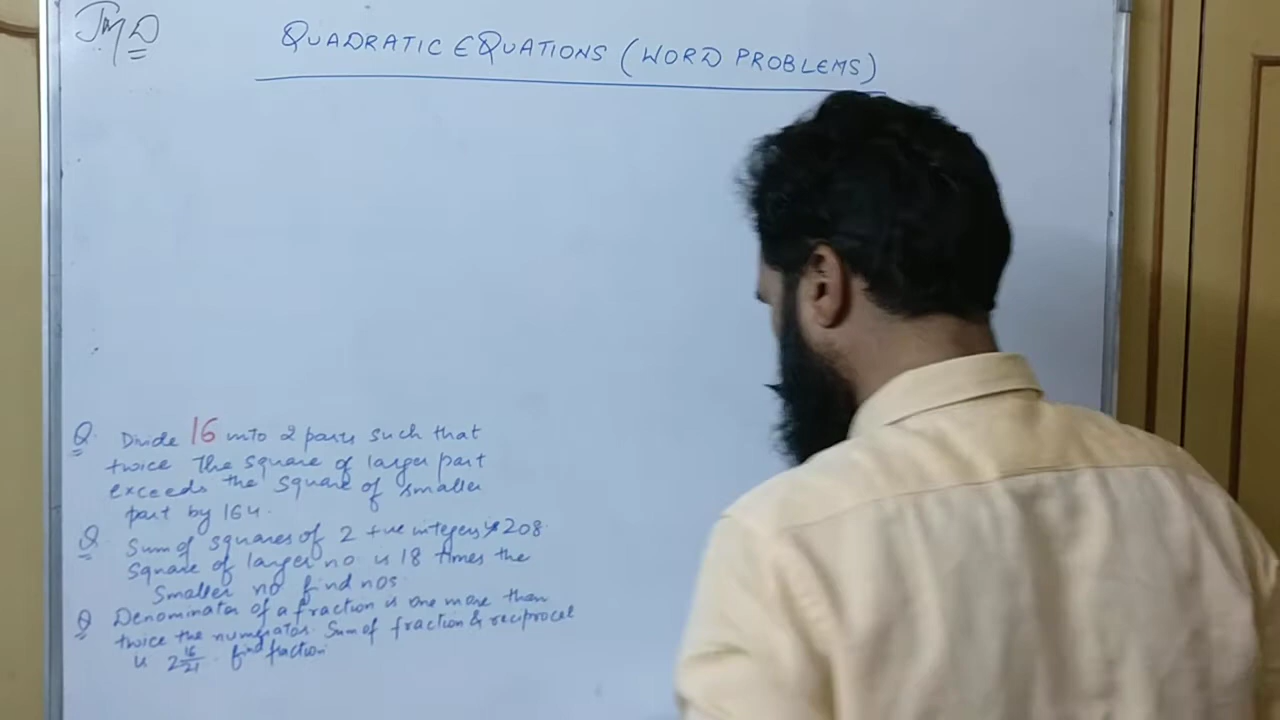 JMD
QUADRATIC EQUATIONS (WORD PROBLEMS)
Q Divide 16 into 2 parts such that
twice the square of larger part
exceeds the square of smaller
part by 164.
Q Sum of squares of 2 +ve integers is 208.
Square of larger no is 18 times the
smaller no find nos.
Q Denominator of a fraction is one more than
twice the numerator. Sum of fraction & reciprocal
is 2 16/21. find fraction